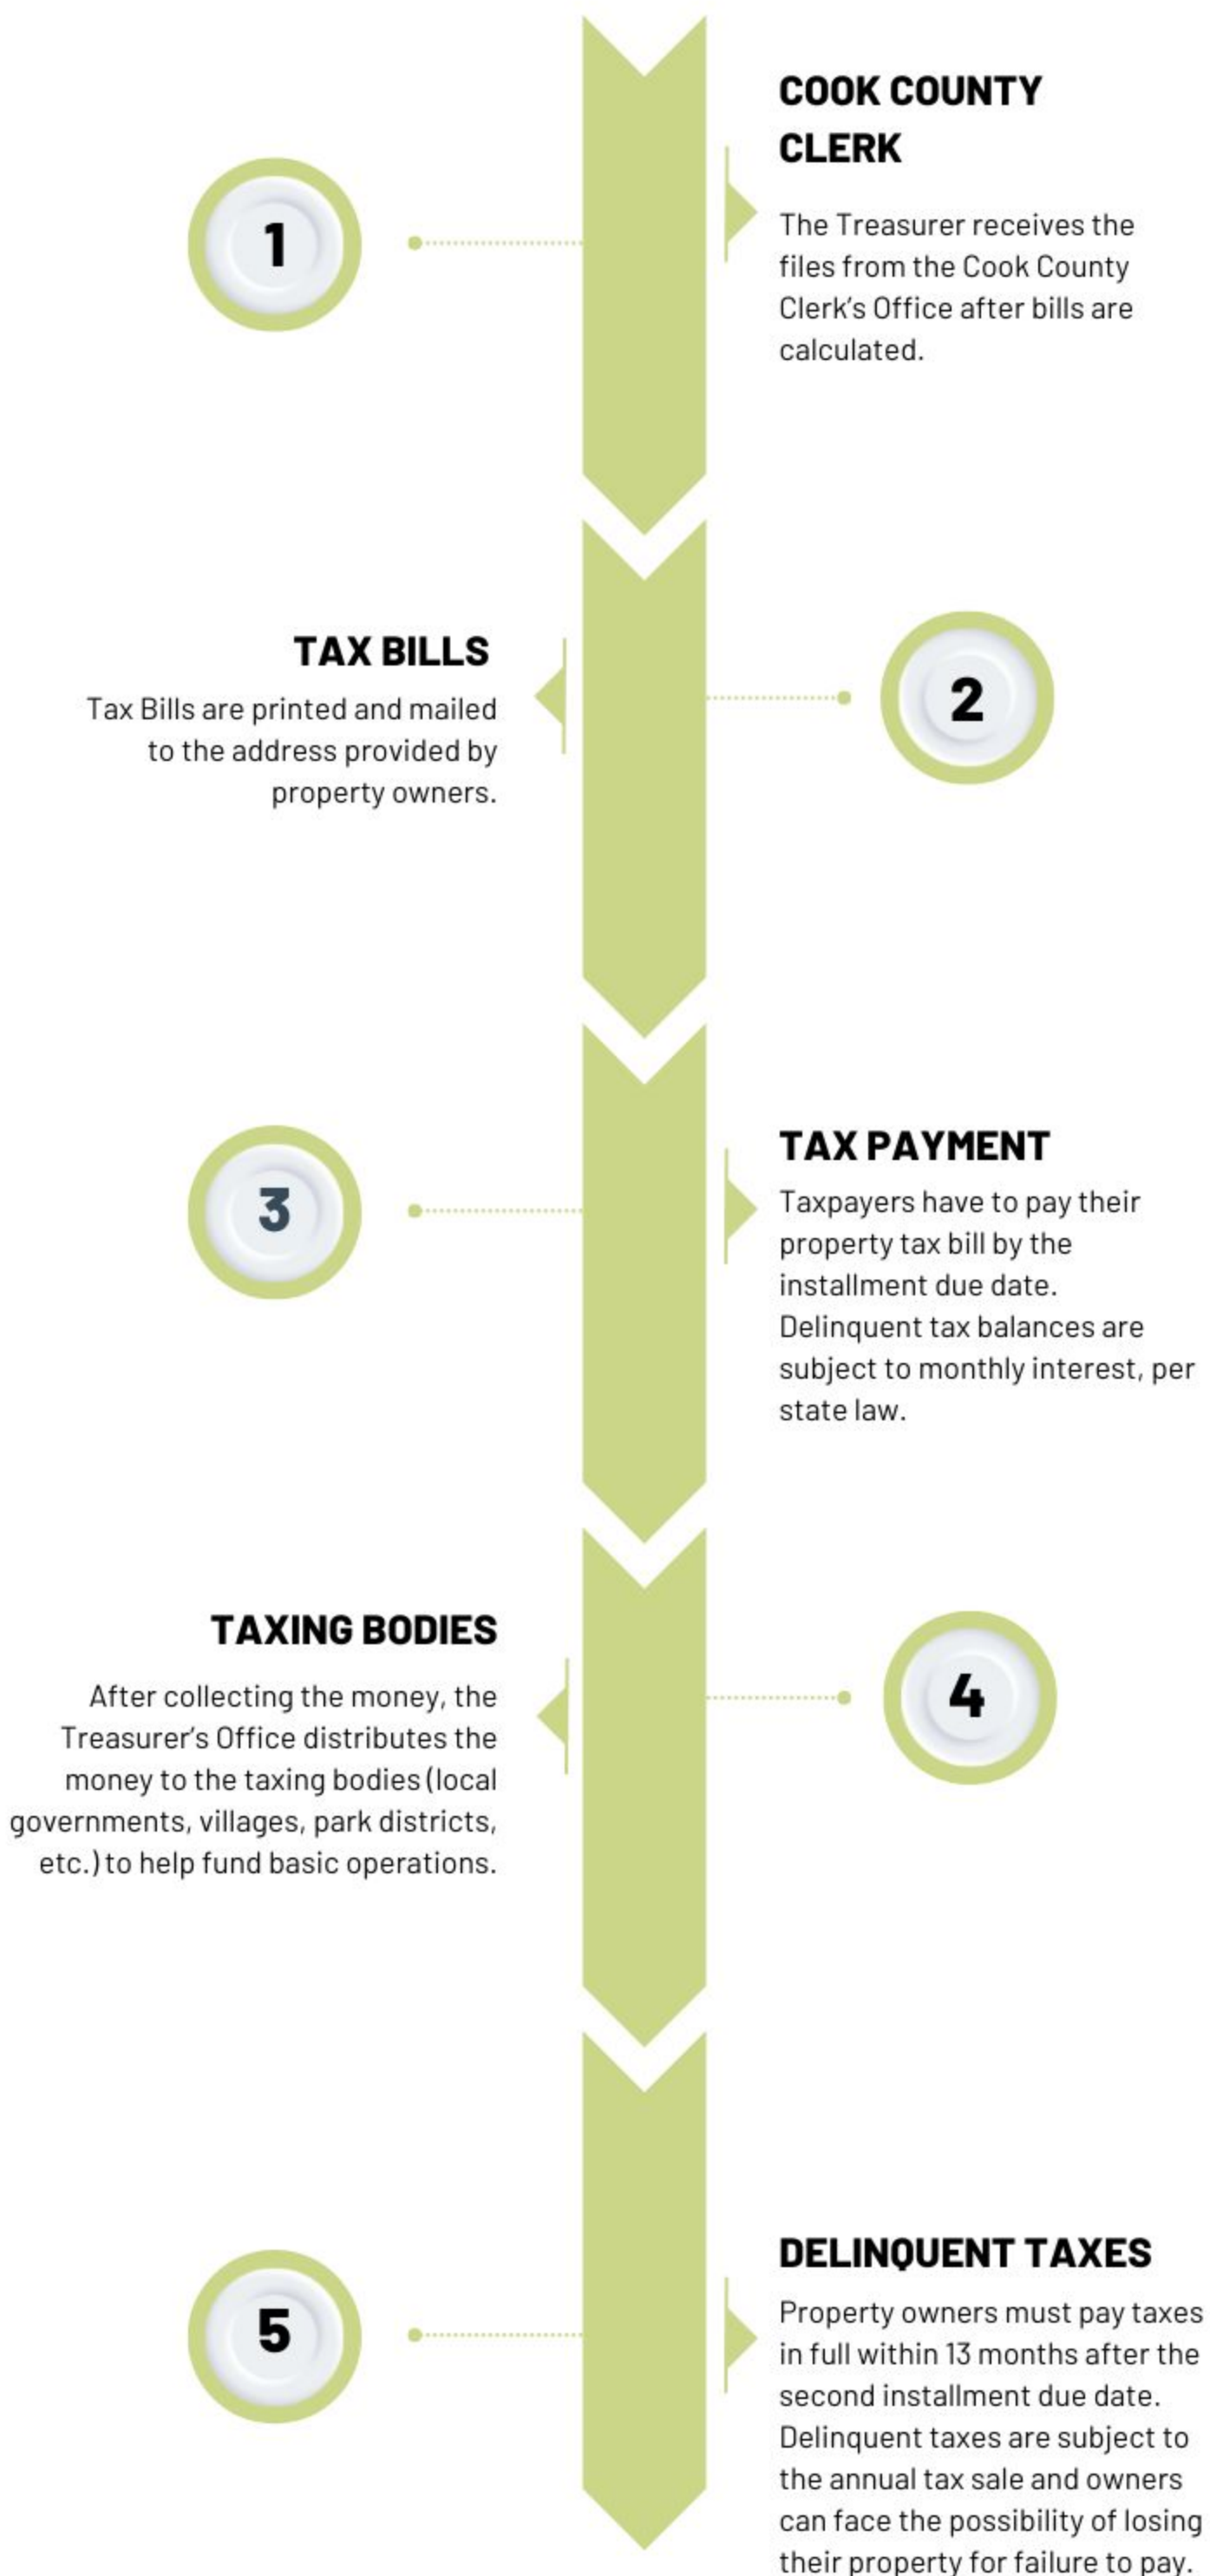 1
COOK COUNTY
CLERK
The Treasurer receives the
files from the Cook County
Clerk's Office after bills are
calculated.
TAX BILLS
Tax Bills are printed and mailed
to the address provided by
property owners.
2
3
TAX PAYMENT
Taxpayers have to pay their
property tax bill by the
installment due date.
Delinquent tax balances are
subject to monthly interest, per
state law.
TAXING BODIES
After collecting the money, the
Treasurer's Office distributes the
money to the taxing bodies (local
governments, villages, park districts,
etc.) to help fund basic operations.
4
5
DELINQUENT TAXES
Property owners must pay taxes
in full within 13 months after the
second installment due date.
Delinquent taxes are subject to
the annual tax sale and owners
can face the possibility of losing
their property for failure to pay.